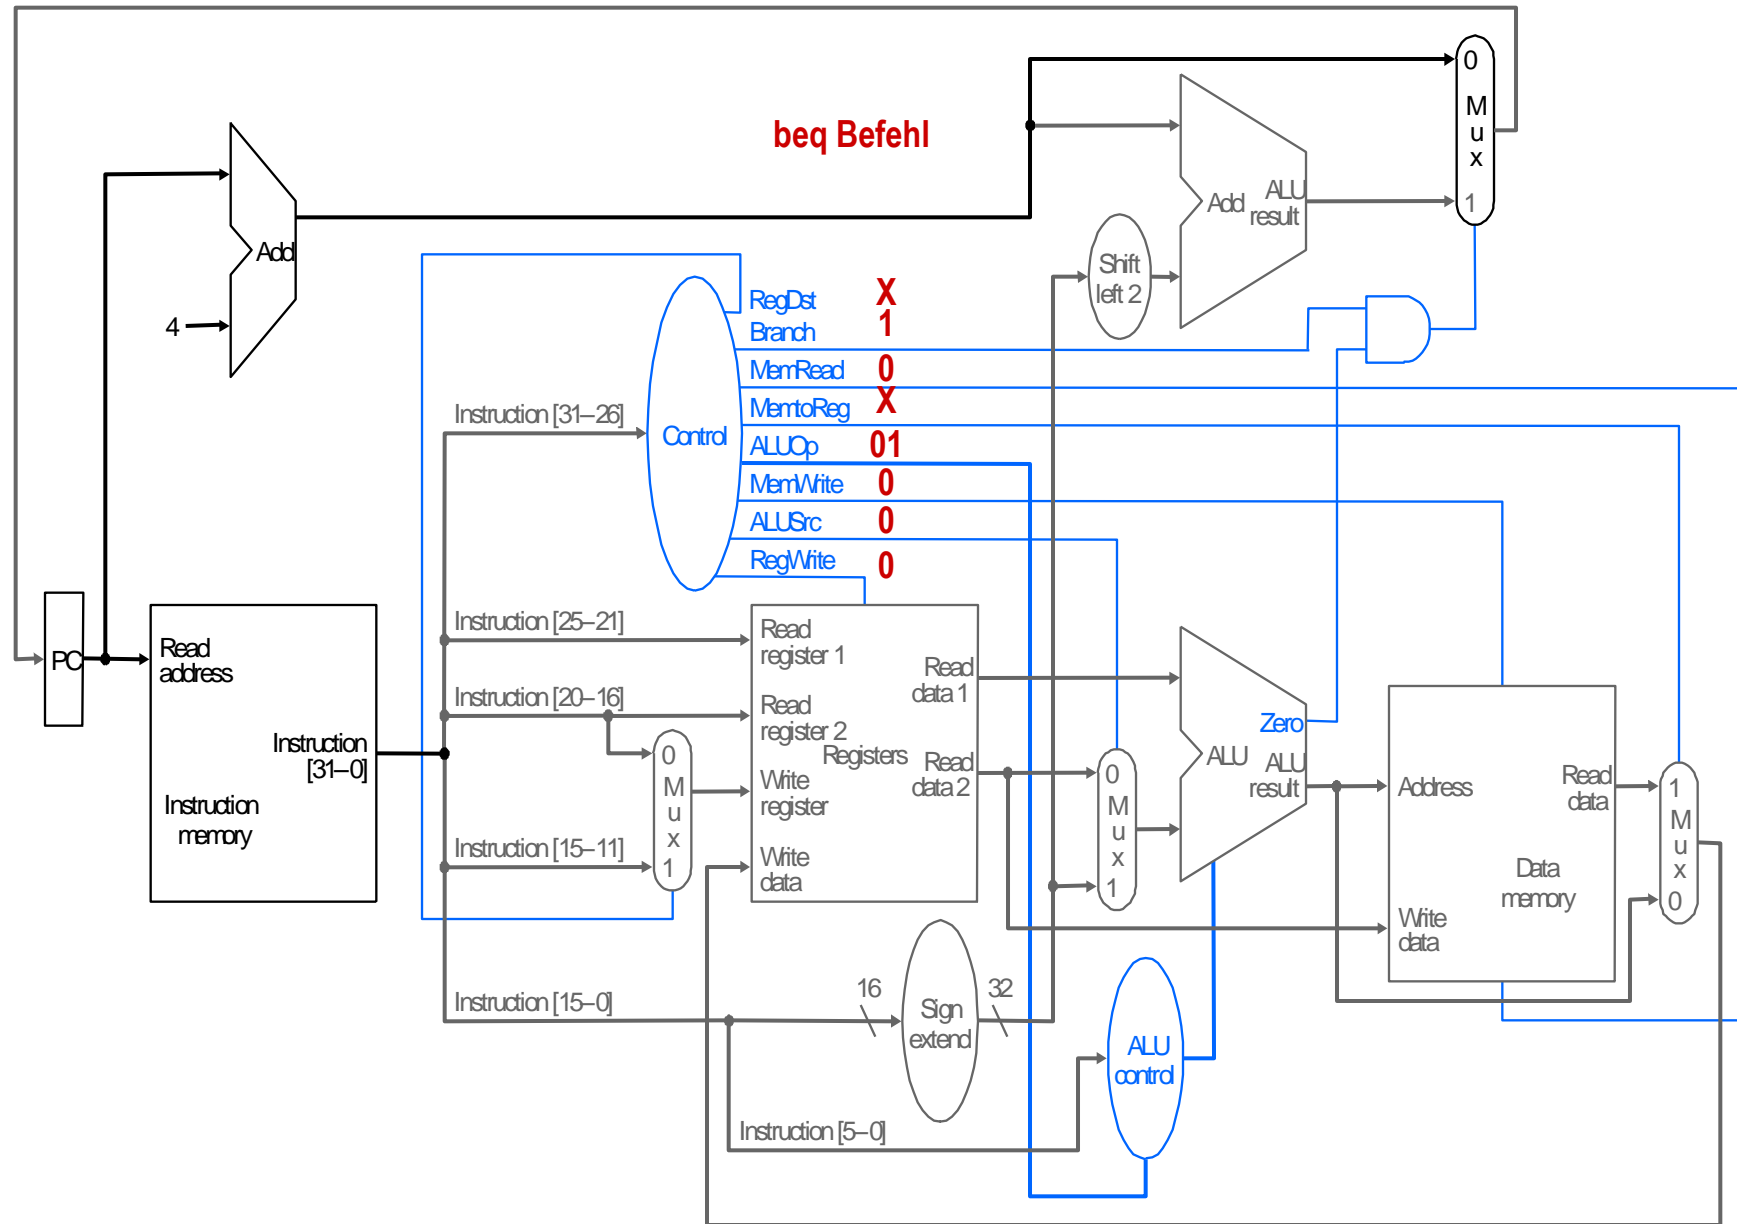 beq Befehl
0
M
u
x
1
Add
ALU
result
Shift
left 2
Add
4
RegDst X
Branch 1
MemRead 0
MemtoReg X
ALUOp 01
MemWrite 0
ALUSrc 0
RegWrite 0
Control
Instruction [31–26]
Instruction [25–21]
Instruction [20–16]
Instruction [15–11]
Instruction [15–0]
Instruction [5–0]
PC
Read
address
Instruction
[31–0]
Instruction
memory
0
M
u
x
1
Read
register 1
Read
register 2
Write
register
Write
data
Registers
Read
data 1
Read
data 2
0
M
u
x
1
Zero
ALU
ALU
result
Address
Write
data
Read
data
Data
memory
1
M
u
x
0
16
Sign
extend
32
ALU
control